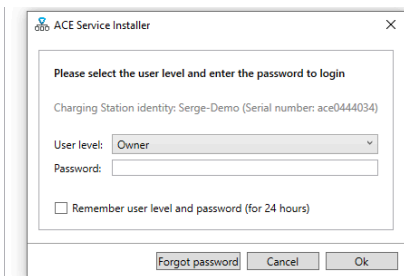 ACE Service Installer
Please select the user level and enter the password to login
Charging Station identity: Serge-Demo (Serial number: ace0444034)
User level: Owner
Password:
Remember user level and password (for 24 hours)
Forgot password Cancel Ok